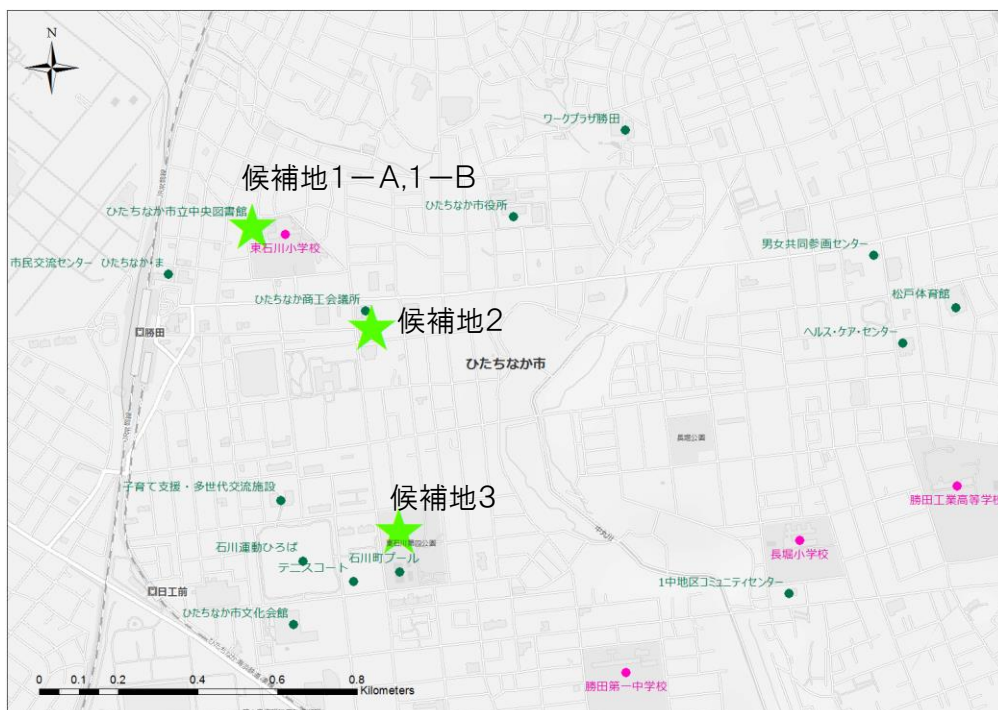 N
ワークプラザ勝田
候補地1-A,1-B
ひたちなか市立中央図書館
ひたちなか市役所
東石川小学校
男女共同参画センター
市民交流センター ひたちなか・ま
松戸体育館
ひたちなか商工会議所
候補地2
勝田
ヘルス・ケア・センター
ひたちなか市
長堀公園
子育て支援・多世代交流施設
候補地3
勝田工業高等学校
石川運動ひろば
石川町プール
長堀小学校
中丸川
テニスコート
日工前
1中地区コミュニティセンター
ひたちなか市文化会館
勝田第一中学校
0 0.1 0.2 0.4 0.6 0.8
Kilometers